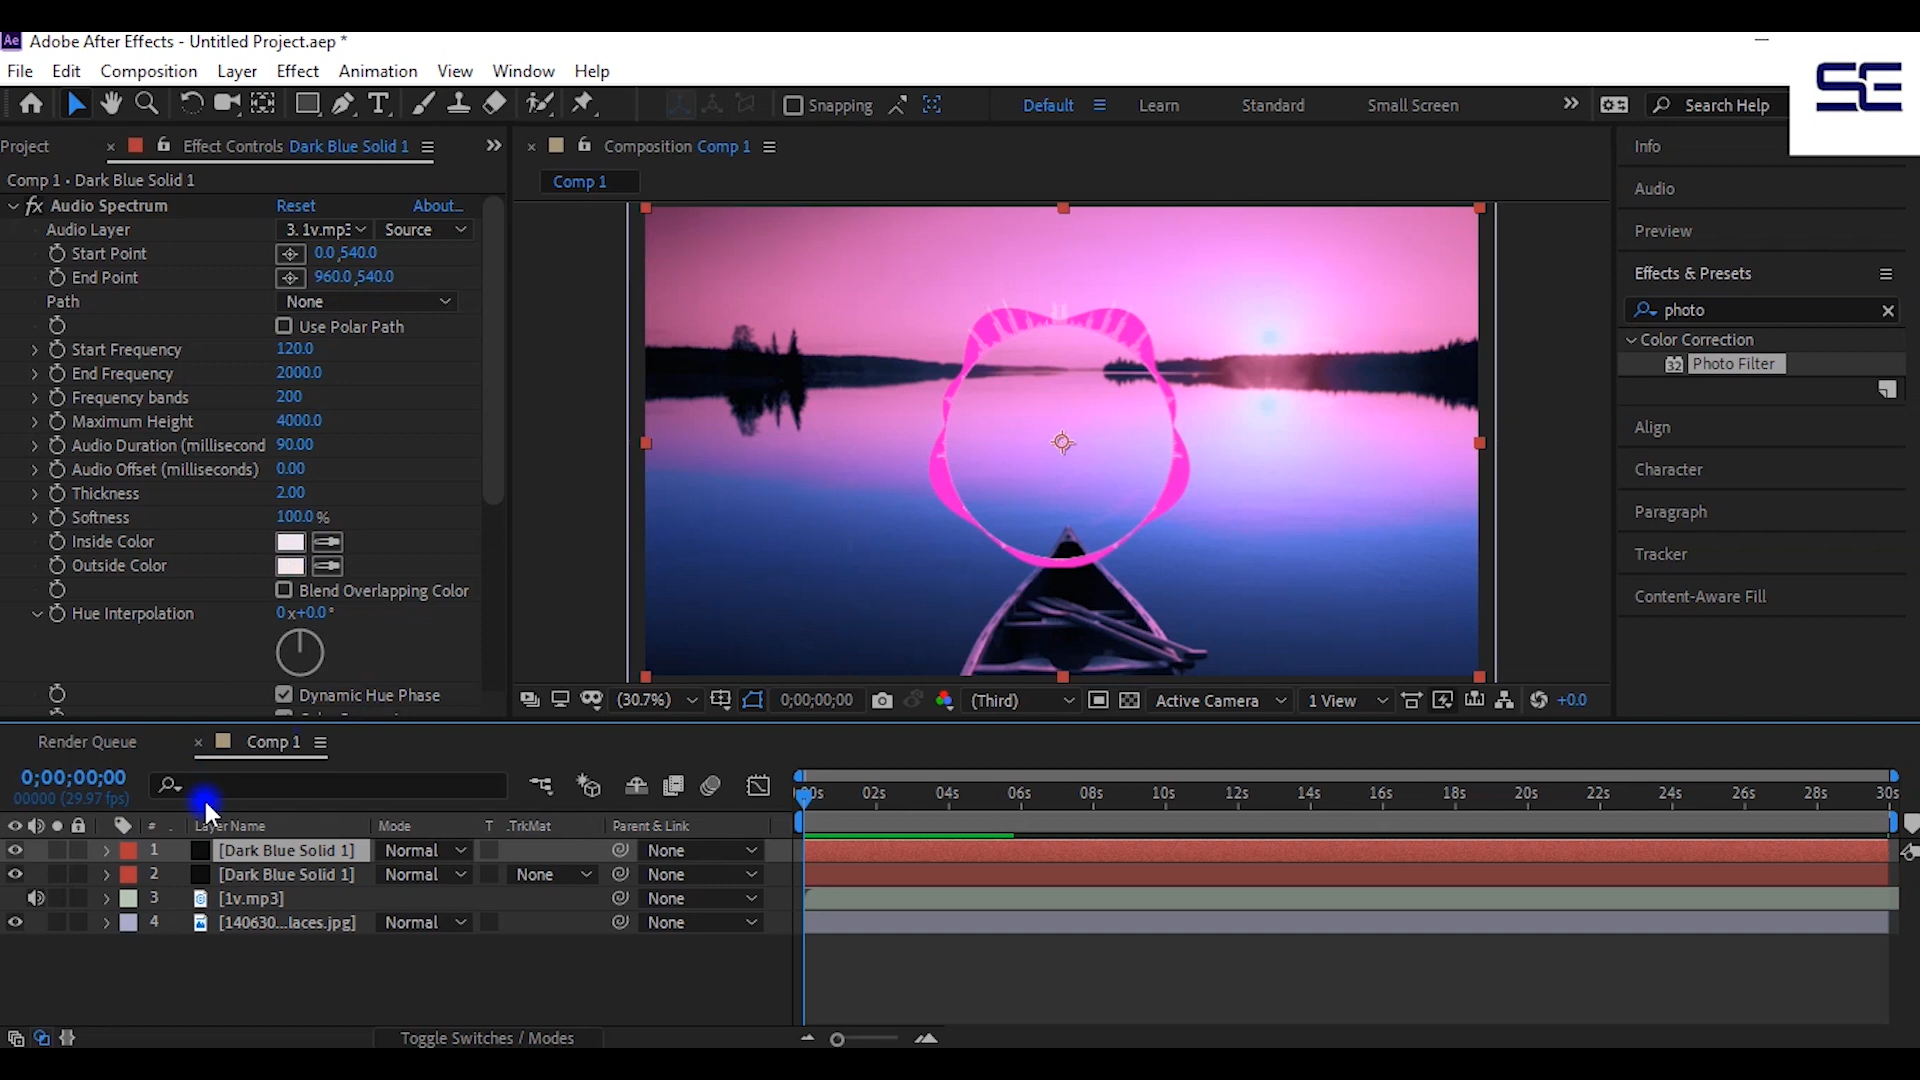 Ae Adobe After Effects - Untitled Project.aep *
File Edit Composition Layer Effect Animation View Window Help
SE
T Snapping Default Learn Standard Small Screen Search Help
Project × Effect Controls Dark Blue Solid 1 × Composition Comp 1
Comp 1 • Dark Blue Solid 1
Comp 1
fx Audio Spectrum Reset About...
Audio Layer 3. 1v.mp3 Source
Start Point 0.0,540.0
End Point 960.0,540.0
Path None
Use Polar Path
Start Frequency 120.0
End Frequency 2000.0
Frequency bands 200
Maximum Height 4000.0
Audio Duration (millisecond 90.00
Audio Offset (milliseconds) 0.00
Thickness 2.00
Softness 100.0 %
Inside Color
Outside Color
Blend Overlapping Color
Hue Interpolation 0x+0.0°
Dynamic Hue Phase
(30.7%) 0;00;00;00 (Third) Active Camera 1 View +0.0
Info
Audio
Preview
Effects & Presets
photo ×
Color Correction
32 Photo Filter
Align
Character
Paragraph
Tracker
Content-Aware Fill
Render Queue × Comp 1
0;00;00;00
00000 (29.97 fps)
00s 02s 04s 06s 08s 10s 12s 14s 16s 18s 20s 22s 24s 26s 28s 30s
# Layer Name Mode T .TrkMat Parent & Link
1 [Dark Blue Solid 1] Normal None
2 [Dark Blue Solid 1] Normal None None
3 [1v.mp3] None
4 [140630...laces.jpg] Normal None
Toggle Switches / Modes